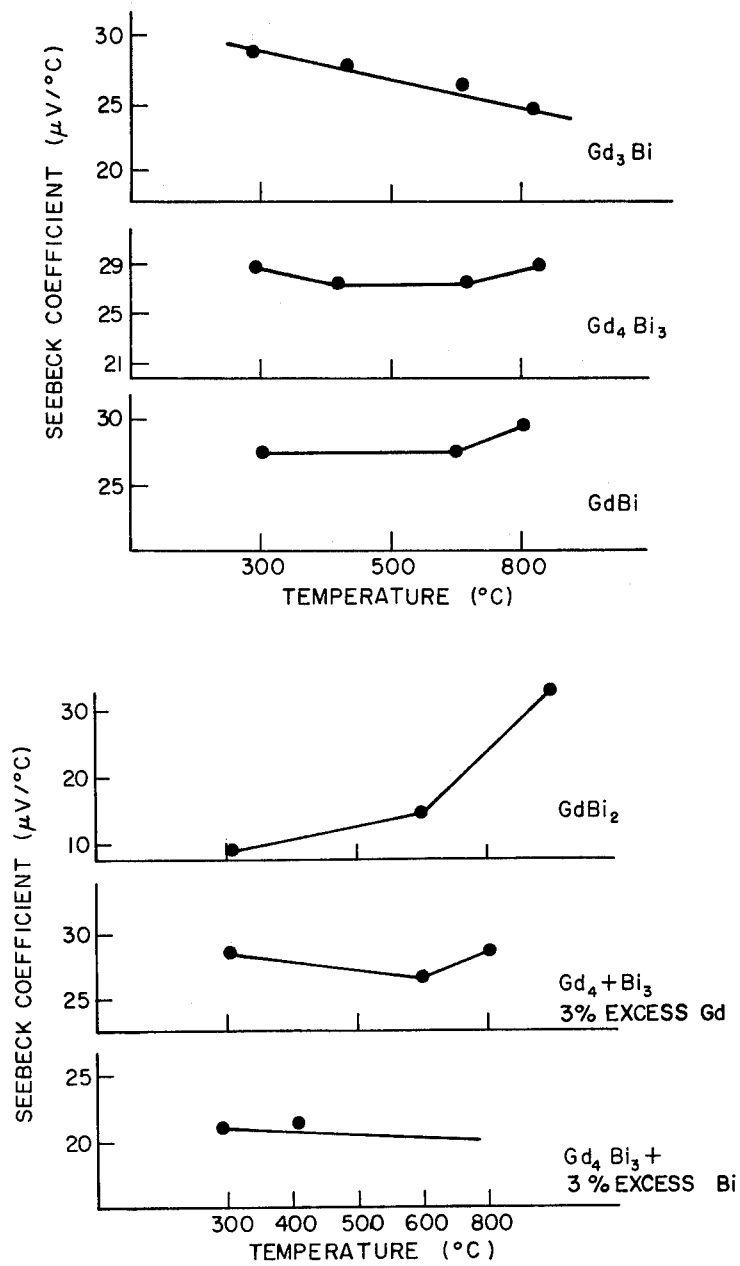 SEEBECK COEFFICIENT (μV/°C)
30
25
20
Gd₃ Bi
29
25
21
Gd₄ Bi₃
30
25
GdBi
300 500 800
TEMPERATURE (°C)
SEEBECK COEFFICIENT (μV/°C)
30
20
10
GdBi₂
30
25
Gd₄+Bi₃
3% EXCESS Gd
25
20
Gd₄ Bi₃+
3% EXCESS Bi
300 400 500 600 800
TEMPERATURE (°C)